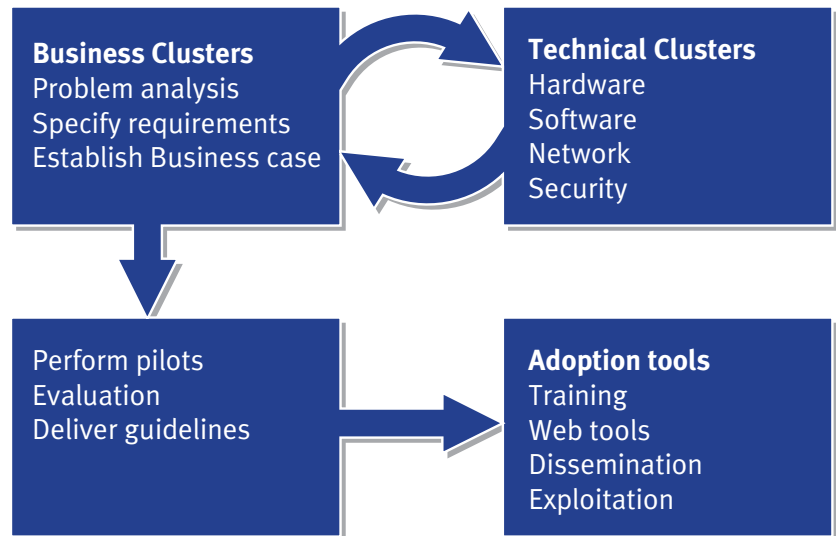 Business Clusters
Problem analysis
Specify requirements
Establish Business case
Technical Clusters
Hardware
Software
Network
Security
Perform pilots
Evaluation
Deliver guidelines
Adoption tools
Training
Web tools
Dissemination
Exploitation